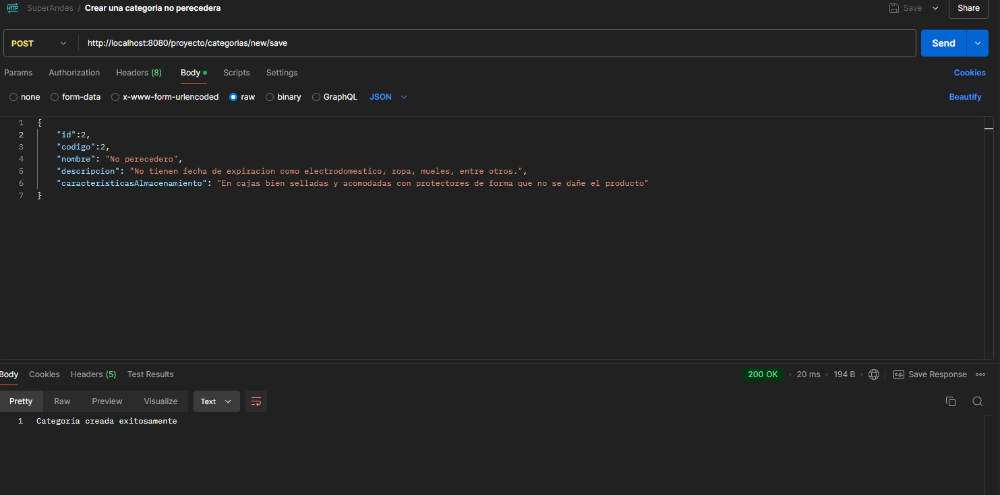 HTTP SuperAndes / Crear una categoria no perecedera Save Share
POST http://localhost:8080/proyecto/categorias/new/save Send
Params Authorization Headers (8) Body Scripts Settings Cookies
none form-data x-www-form-urlencoded raw binary GraphQL JSON Beautify
1 {
2 "id":2,
3 "codigo":2,
4 "nombre": "No perecedero",
5 "descripcion": "No tienen fecha de expiracion como electrodomestico, ropa, mueles, entre otros.",
6 "caracteristicasAlmacenamiento": "En cajas bien selladas y acomodadas con protectores de forma que no se dañe el producto"
7 }
Body Cookies Headers (5) Test Results 200 OK 20 ms 194 B e.g. Save Response
Pretty Raw Preview Visualize Text
1 Categoría creada exitosamente